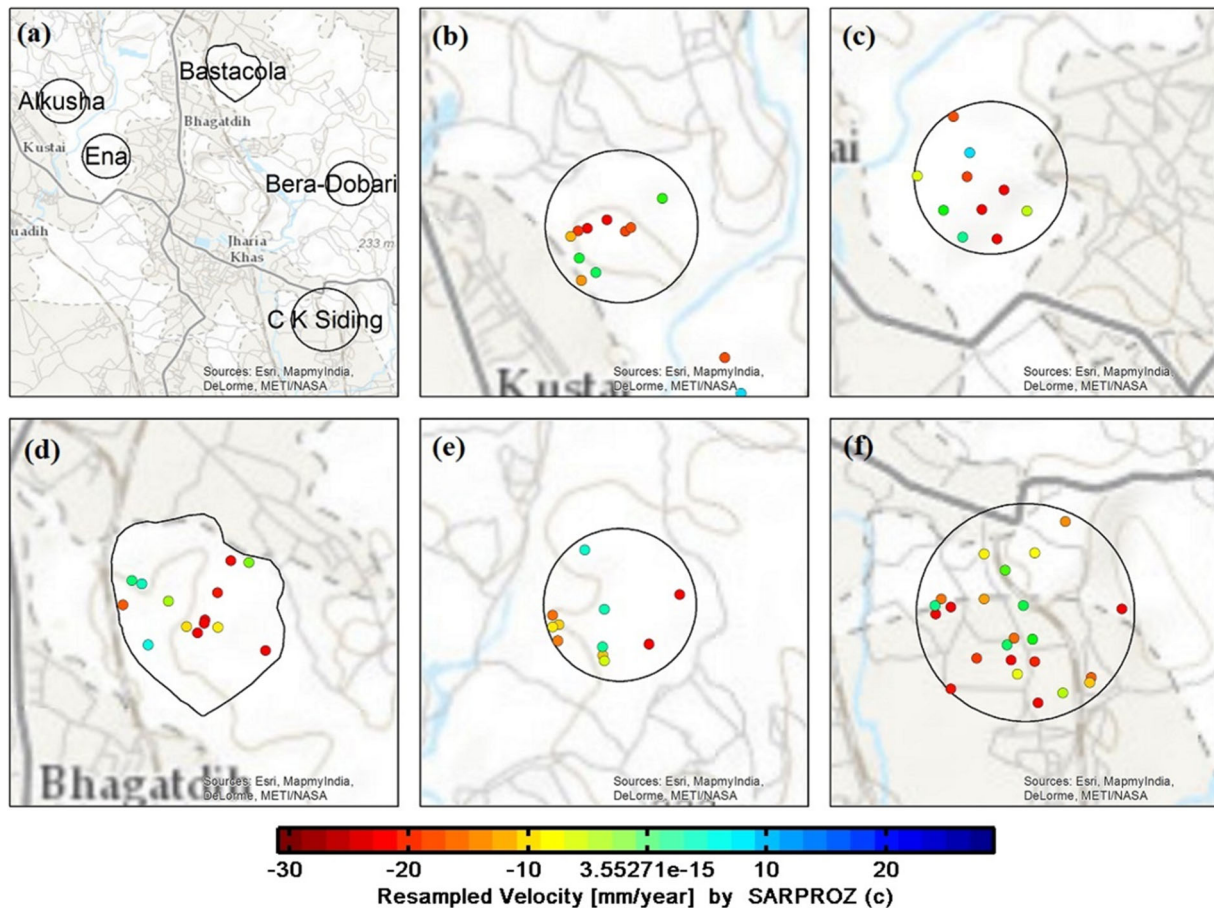 (a)
Bastacola
Alkusha
Bhagatdih
Kustai
Ena
Bera-Dobari
uadih
Jharia
Khas
233 m
C K Siding
Sources: Esri, MapmyIndia,
DeLorme, METI/NASA
(b)
Kustai
Sources: Esri, MapmyIndia,
DeLorme, METI/NASA
(c)
ai
Sources: Esri, MapmyIndia,
DeLorme, METI/NASA
(d)
Bhagatdih
Sources: Esri, MapmyIndia,
DeLorme, METI/NASA
(e)
Sources: Esri, MapmyIndia,
DeLorme, METI/NASA
(f)
Sources: Esri, MapmyIndia,
DeLorme, METI/NASA
-30 -20 -10 3.55271e-15 10 20
Resampled Velocity [mm/year] by SARPROZ (c)